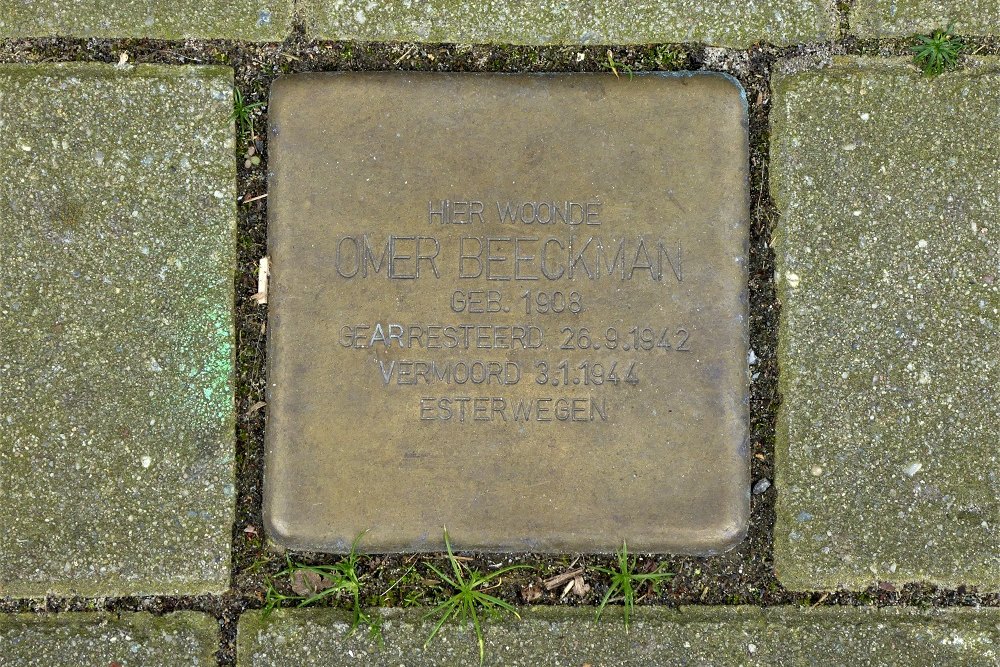 HIER WOONDE
OMER BEECKMAN
GEB. 1908
GEARRESTEERD 26.9.1942
VERMOORD 3.1.1944
ESTERWEGEN